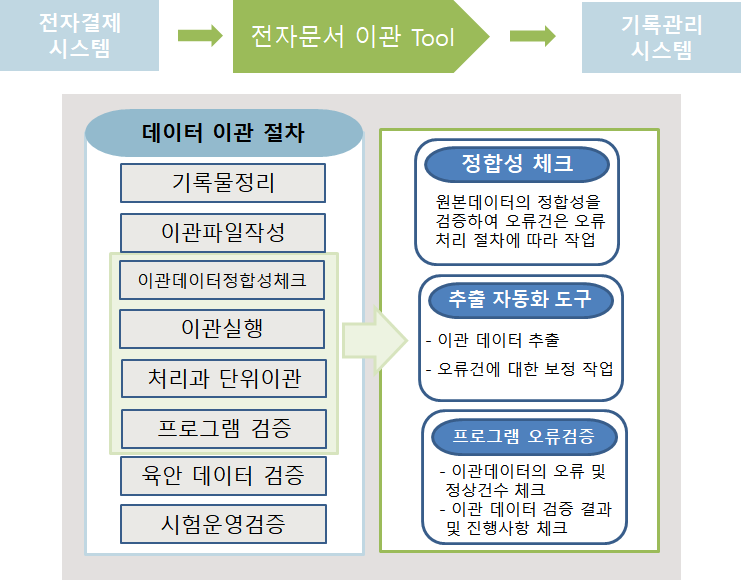 전자결제
시스템
전자문서 이관 Tool
기록관리
시스템
데이터 이관 절차
기록물정리
이관파일작성
이관데이터정합성체크
이관실행
처리과 단위이관
프로그램 검증
육안 데이터 검증
시험운영검증
정합성 체크
원본데이터의 정합성을
검증하여 오류건은 오류
처리 절차에 따라 작업
추출 자동화 도구
- 이관 데이터 추출
- 오류건에 대한 보정 작업
프로그램 오류검증
- 이관데이터의 오류 및
정상건수 체크
- 이관 데이터 검증 결과
및 진행사항 체크